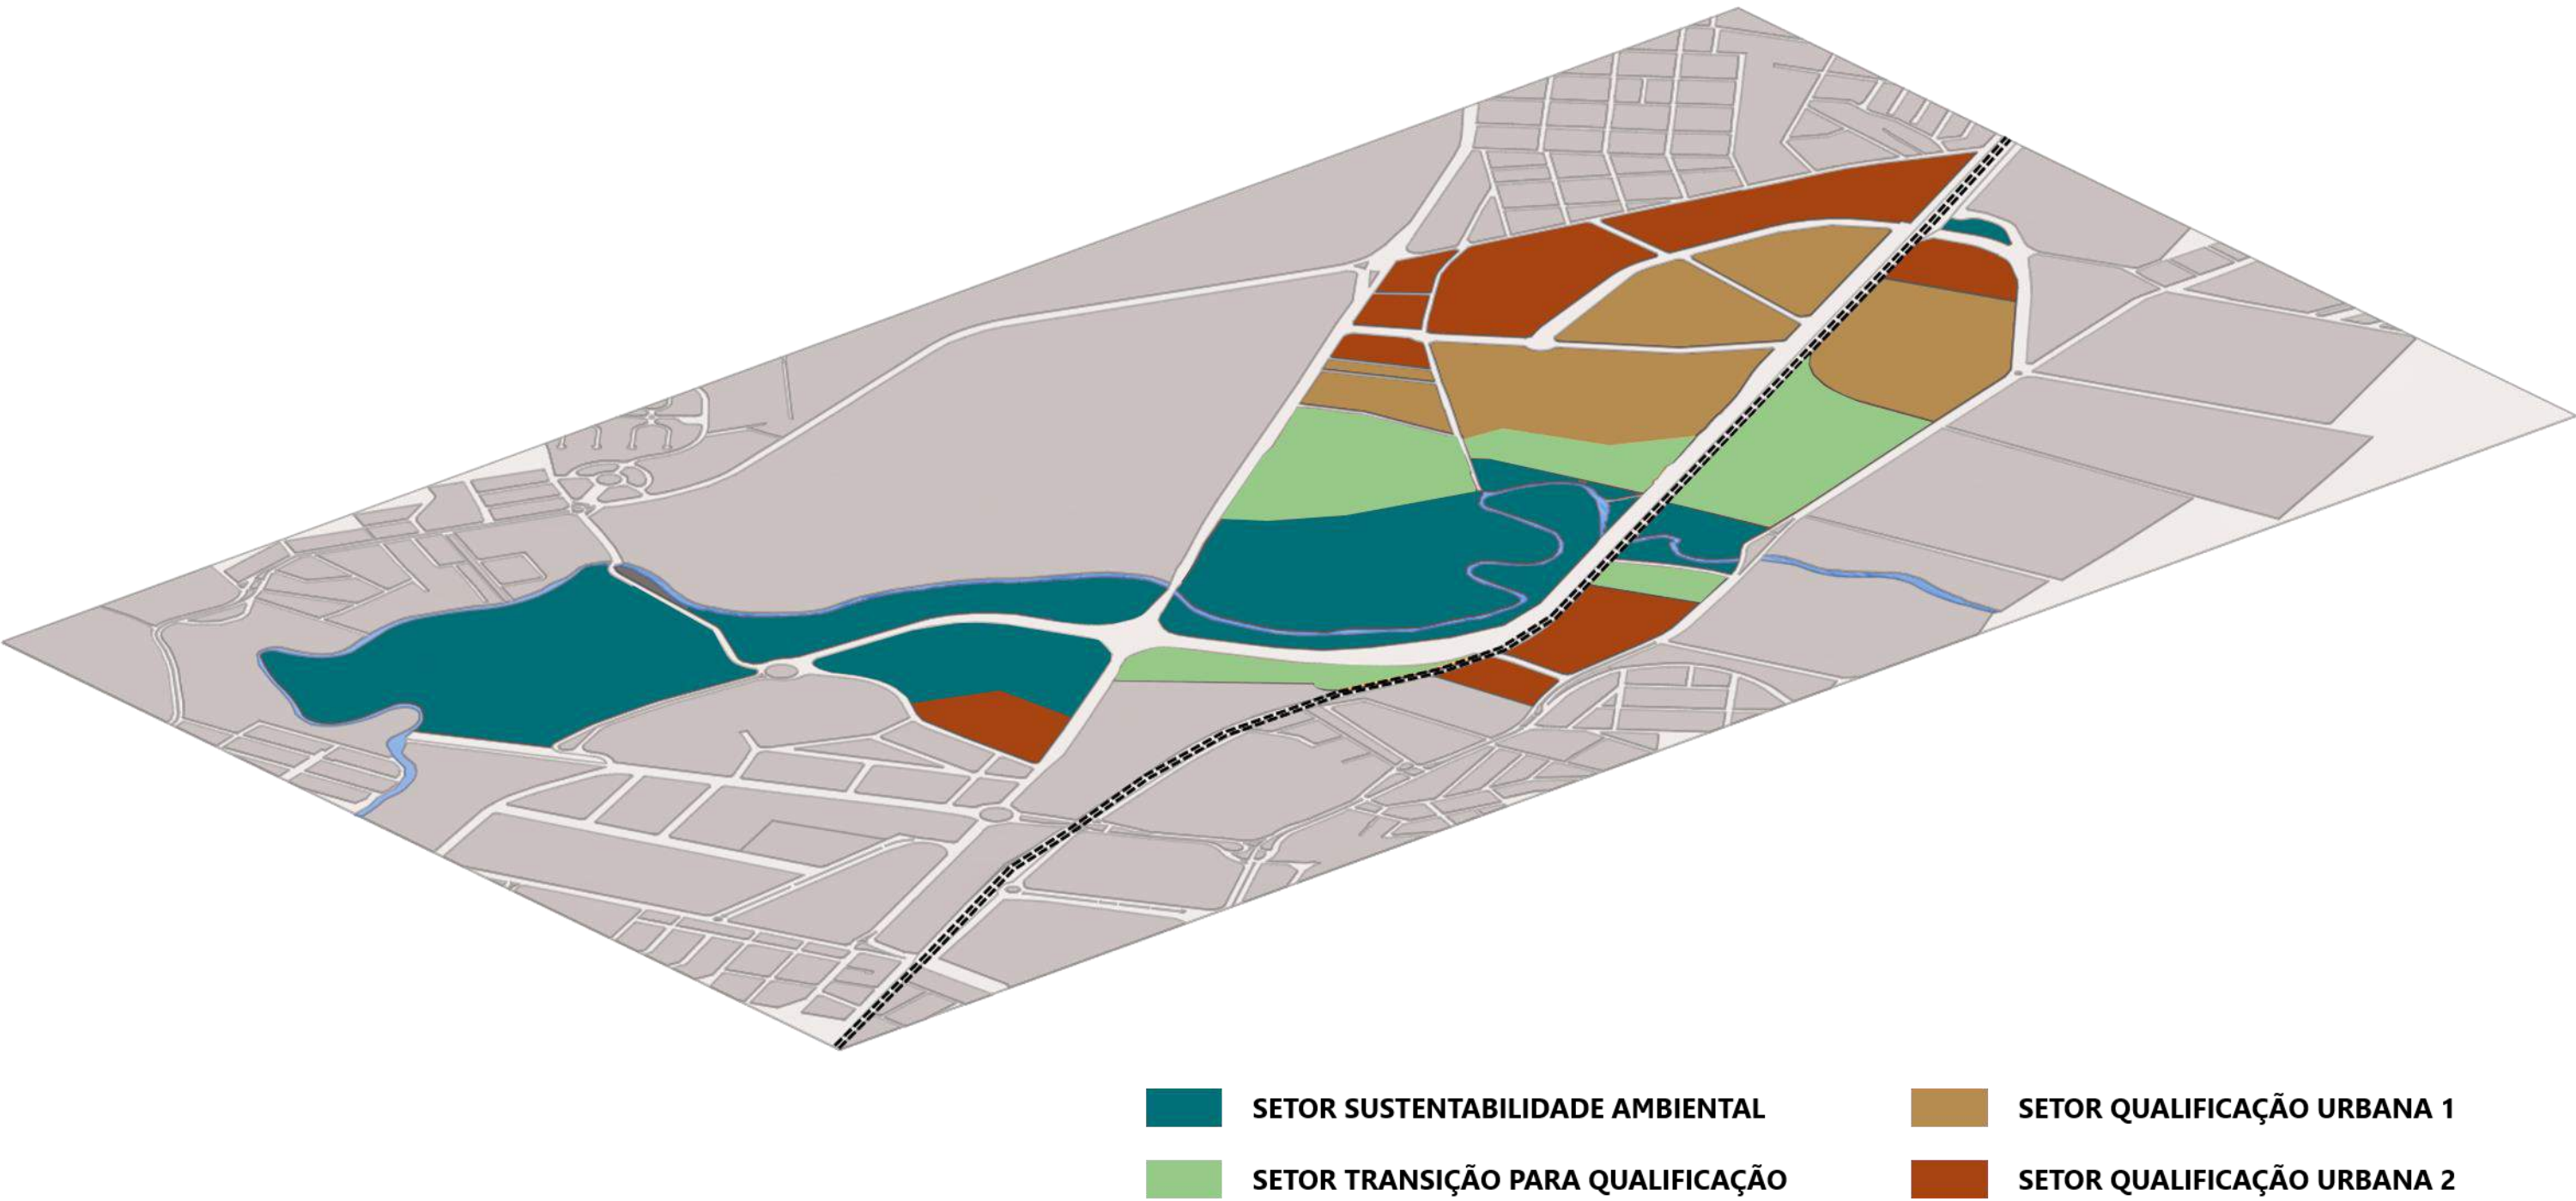 SETOR SUSTENTABILIDADE AMBIENTAL
SETOR QUALIFICAÇÃO URBANA 1
SETOR TRANSIÇÃO PARA QUALIFICAÇÃO
SETOR QUALIFICAÇÃO URBANA 2